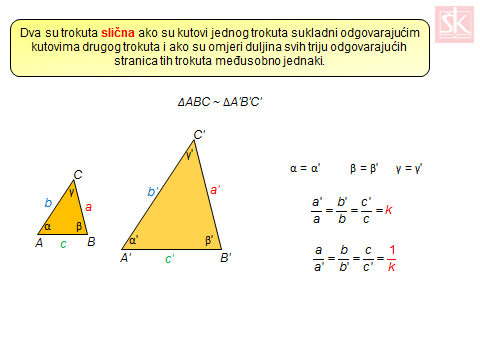 ŠK
Dva su trokuta slična ako su kutovi jednog trokuta sukladni odgovarajućim
kutovima drugog trokuta i ako su omjeri duljina svih triju odgovarajućih
stranica tih trokuta međusobno jednaki.
ΔABC ~ ΔA'B'C'
C'
γ'
b' a'
α' β'
A' c' B'
C
γ
b a
α β
A c B
α = α' β = β' γ = γ'
a'/a = b'/b = c'/c = k
a/a' = b/b' = c/c' = 1/k